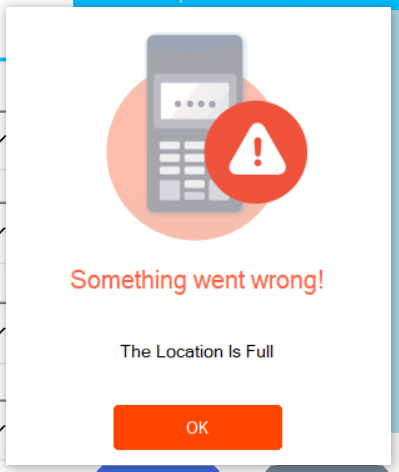 Something went wrong!
The Location Is Full
OK